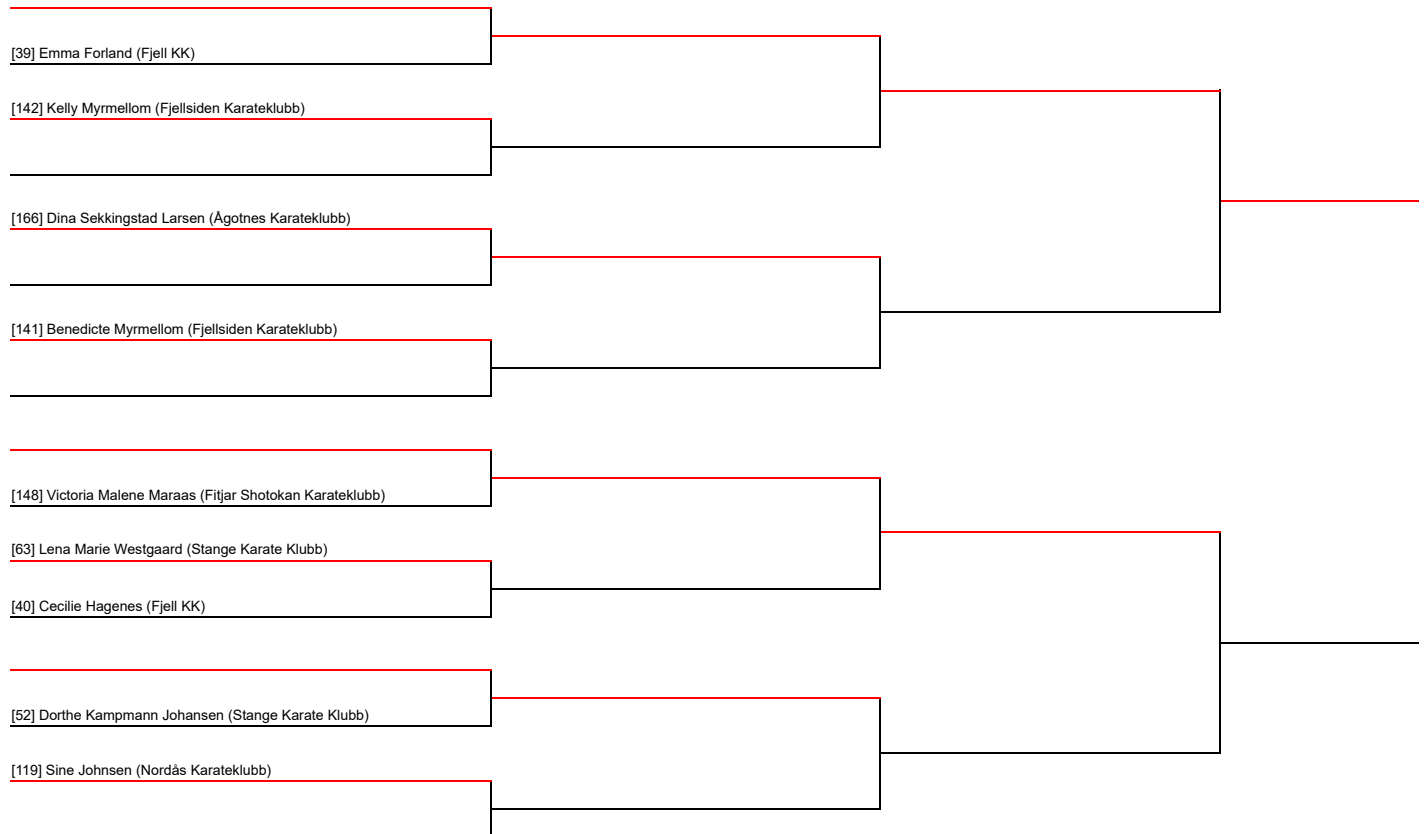 [39] Emma Forland (Fjell KK)
[142] Kelly Myrmellom (Fjellsiden Karateklubb)
[166] Dina Sekkingstad Larsen (Ågotnes Karateklubb)
[141] Benedicte Myrmellom (Fjellsiden Karateklubb)
[148] Victoria Malene Maraas (Fitjar Shotokan Karateklubb)
[63] Lena Marie Westgaard (Stange Karate Klubb)
[40] Cecilie Hagenes (Fjell KK)
[52] Dorthe Kampmann Johansen (Stange Karate Klubb)
[119] Sine Johnsen (Nordås Karateklubb)